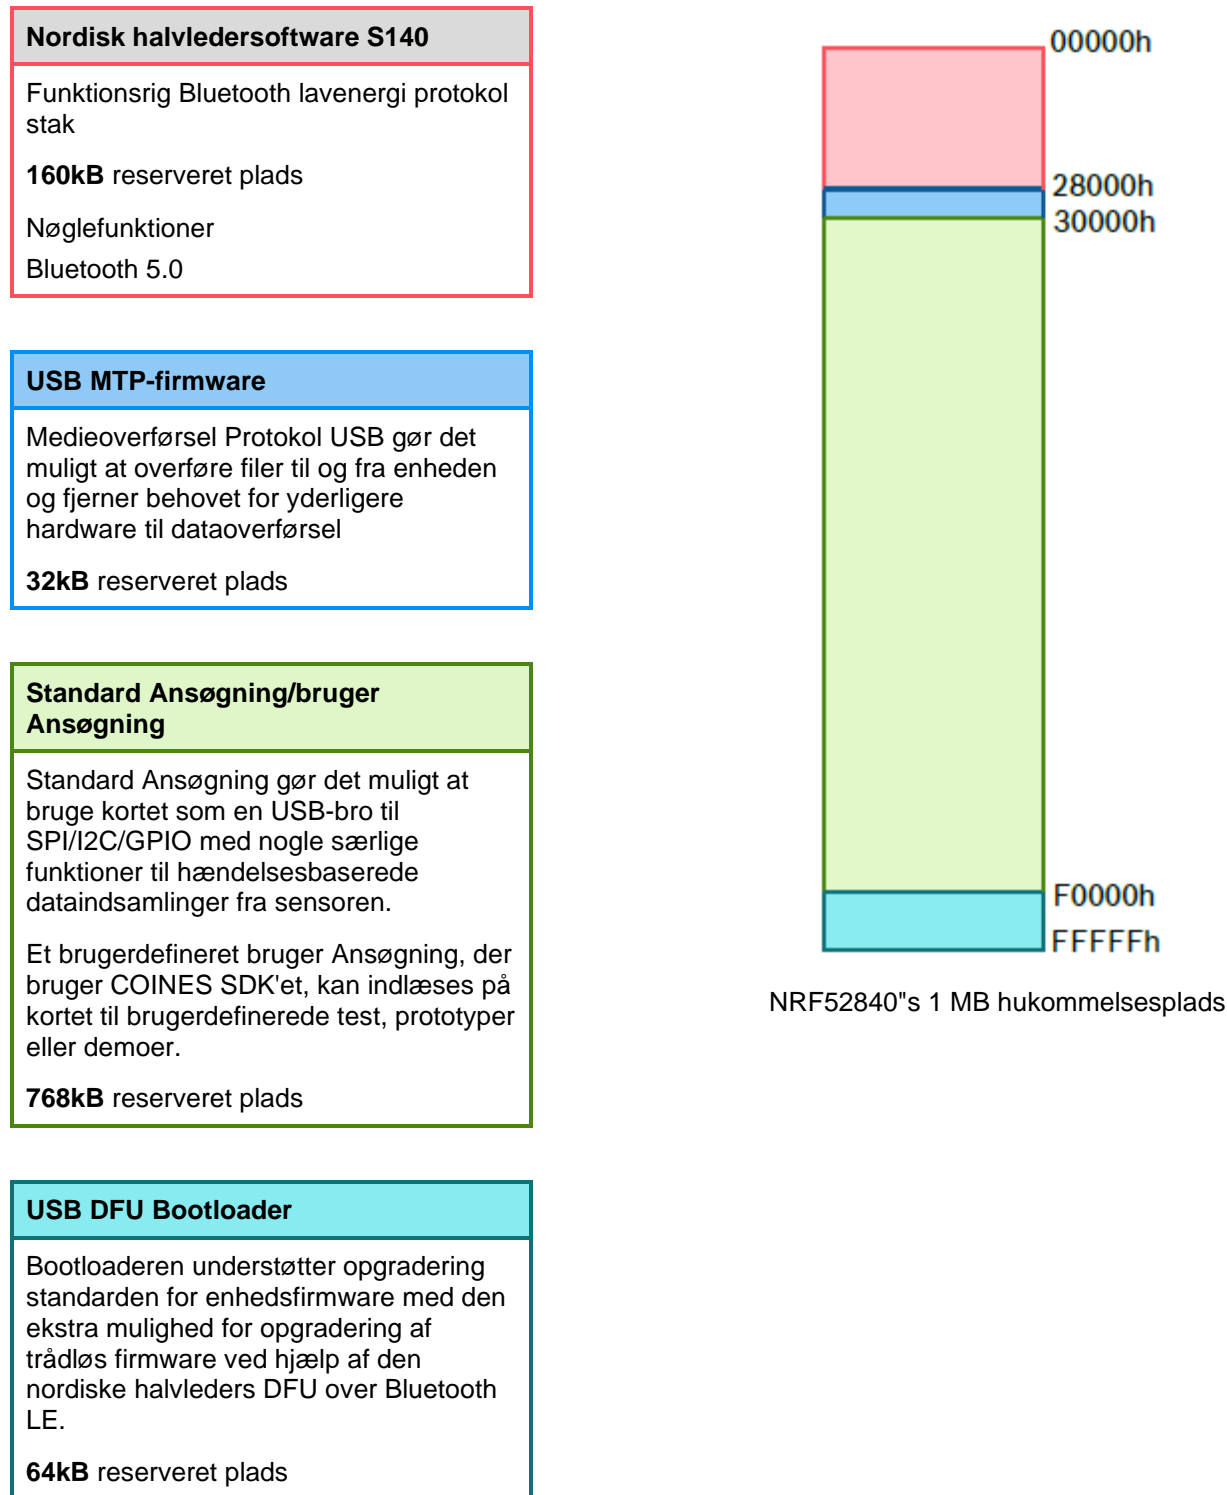 Nordisk halvledersoftware S140
Funktionsrig Bluetooth lavenergi protokol
stak
160kB reserveret plads
Nøglefunktioner
Bluetooth 5.0
USB MTP-firmware
Medieoverførsel Protokol USB gør det
muligt at overføre filer til og fra enheden
og fjerner behovet for yderligere
hardware til dataoverførsel
32kB reserveret plads
Standard Ansøgning/bruger
Ansøgning
Standard Ansøgning gør det muligt at
bruge kortet som en USB-bro til
SPI/I2C/GPIO med nogle særlige
funktioner til hændelsesbaserede
dataindsamlinger fra sensoren.
Et brugerdefineret bruger Ansøgning, der
bruger COINES SDK'et, kan indlæses på
kortet til brugerdefinerede test, prototyper
eller demoer.
768kB reserveret plads
USB DFU Bootloader
Bootloaderen understøtter opgradering
standarden for enhedsfirmware med den
ekstra mulighed for opgradering af
trådløs firmware ved hjælp af den
nordiske halvleders DFU over Bluetooth
LE.
64kB reserveret plads
00000h
28000h
30000h
F0000h
FFFFFh
NRF52840"s 1 MB hukommelsesplads